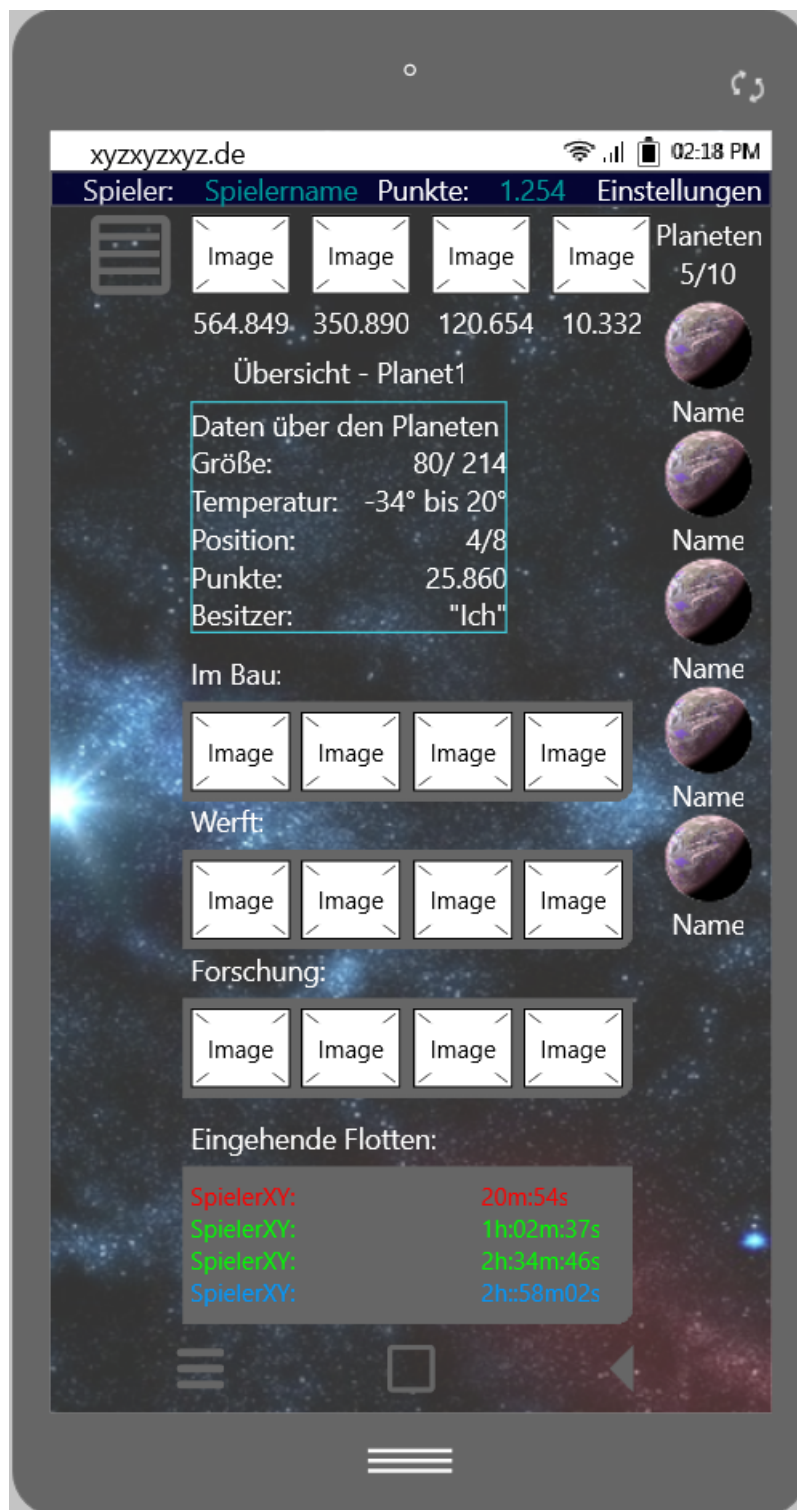 xyzxyzxyz.de 02:18 PM
Spieler: Spielername Punkte: 1.254 Einstellungen
Image Image Image Image Planeten
5/10
564.849 350.890 120.654 10.332
Übersicht - Planet1
Name
Daten über den Planeten
Größe: 80/ 214
Temperatur: -34° bis 20°
Position: 4/8
Name
Punkte: 25.860
Besitzer: "Ich"
Name
Im Bau:
Image Image Image Image
Name
Werft:
Image Image Image Image
Name
Forschung:
Image Image Image Image
Eingehende Flotten:
SpielerXY: 20m:54s
SpielerXY: 1h:02m:37s
SpielerXY: 2h:34m:46s
SpielerXY: 2h::58m02s